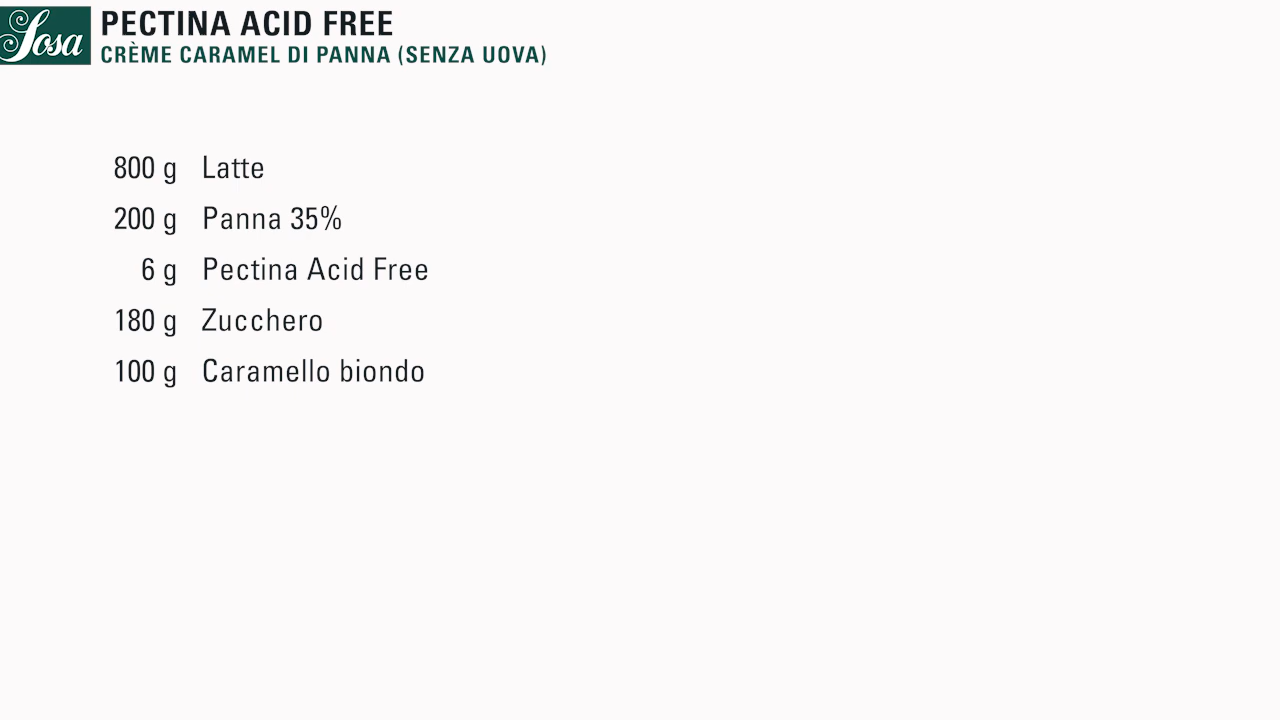 Sosa
PECTINA ACID FREE
CRÈME CARAMEL DI PANNA (SENZA UOVA)
800 g Latte
200 g Panna 35%
6 g Pectina Acid Free
180 g Zucchero
100 g Caramello biondo